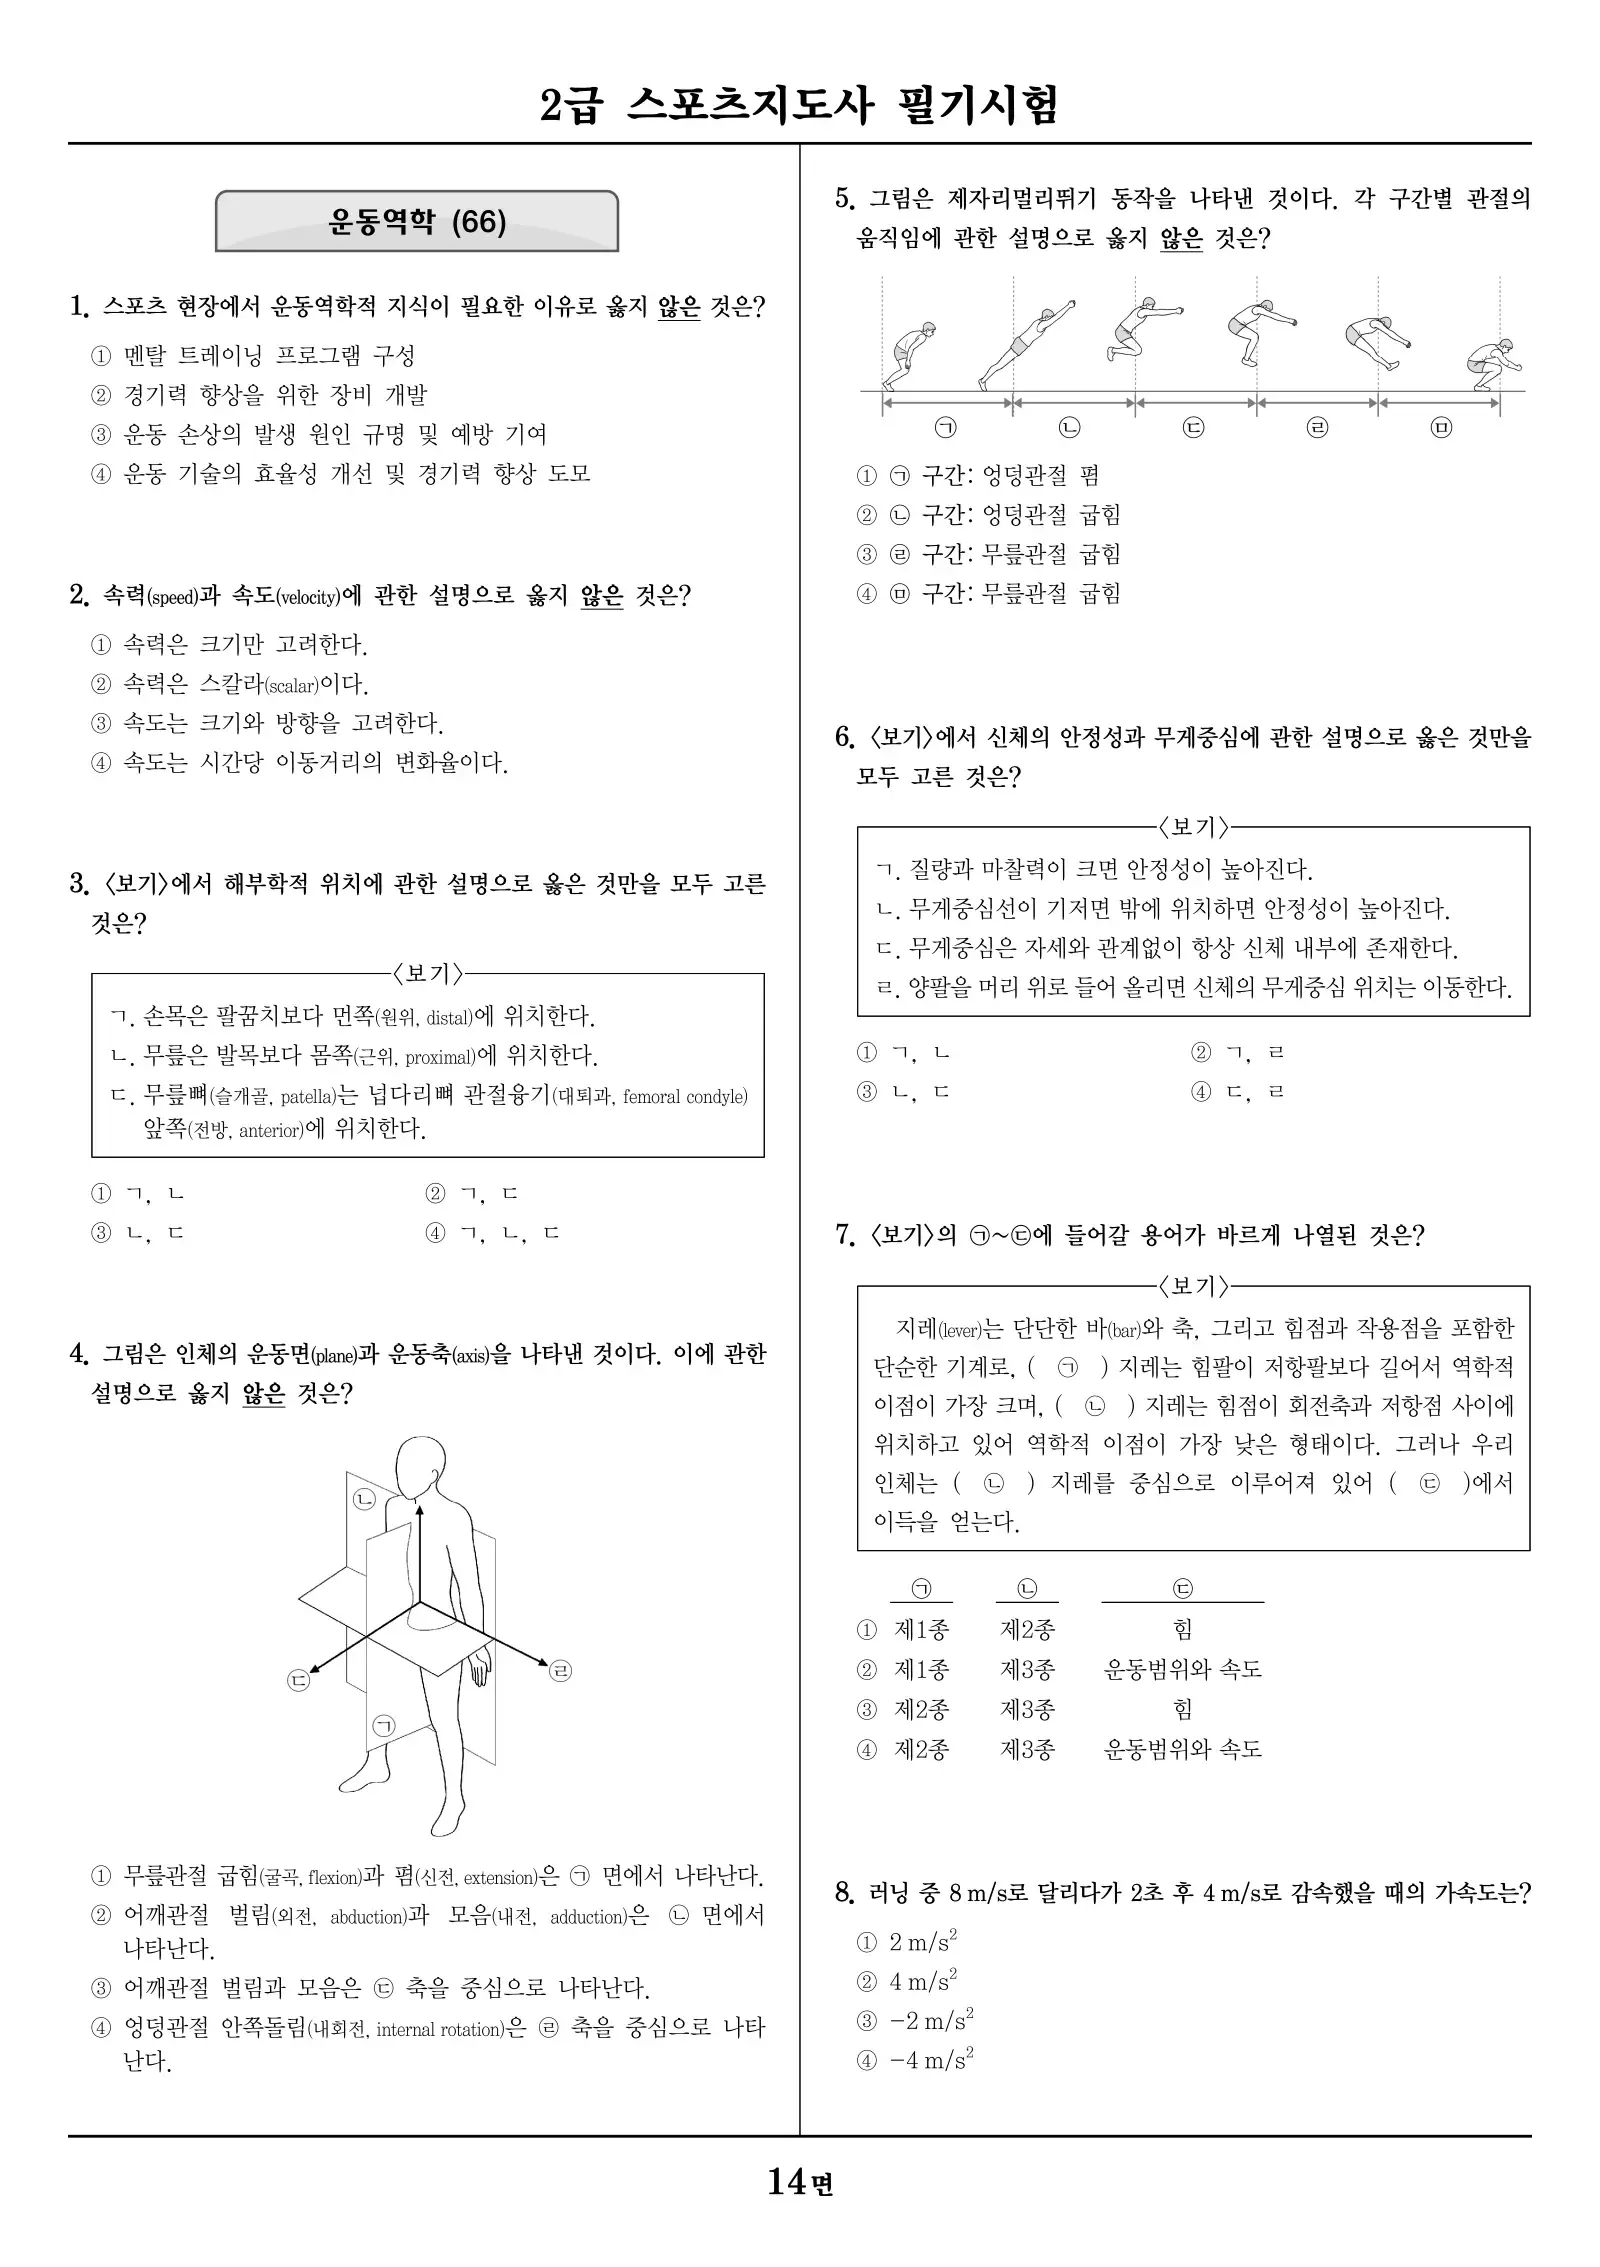 2급 스포츠지도사 필기시험
운동역학 (66)
1. 스포츠 현장에서 운동역학적 지식이 필요한 이유로 옳지 않은 것은?
① 멘탈 트레이닝 프로그램 구성
② 경기력 향상을 위한 장비 개발
③ 운동 손상의 발생 원인 규명 및 예방 기여
④ 운동 기술의 효율성 개선 및 경기력 향상 도모
2. 속력(speed)과 속도(velocity)에 관한 설명으로 옳지 않은 것은?
① 속력은 크기만 고려한다.
② 속력은 스칼라(scalar)이다.
③ 속도는 크기와 방향을 고려한다.
④ 속도는 시간당 이동거리의 변화율이다.
3. 〈보기〉에서 해부학적 위치에 관한 설명으로 옳은 것만을 모두 고른
것은?
〈보기〉
ㄱ. 손목은 팔꿈치보다 먼쪽(원위, distal)에 위치한다.
ㄴ. 무릎은 발목보다 몸쪽(근위, proximal)에 위치한다.
ㄷ. 무릎뼈(슬개골, patella)는 넙다리뼈 관절융기(대퇴과, femoral condyle)
앞쪽(전방, anterior)에 위치한다.
① ㄱ, ㄴ ② ㄱ, ㄷ
③ ㄴ, ㄷ ④ ㄱ, ㄴ, ㄷ
4. 그림은 인체의 운동면(plane)과 운동축(axis)을 나타낸 것이다. 이에 관한
설명으로 옳지 않은 것은?
㉡
㉢ ㉣
㉠
① 무릎관절 굽힘(굴곡, flexion)과 폄(신전, extension)은 ㉠ 면에서 나타난다.
② 어깨관절 벌림(외전, abduction)과 모음(내전, adduction)은 ㉡ 면에서
나타난다.
③ 어깨관절 벌림과 모음은 ㉢ 축을 중심으로 나타난다.
④ 엉덩관절 안쪽돌림(내회전, internal rotation)은 ㉣ 축을 중심으로 나타
난다.
5. 그림은 제자리멀리뛰기 동작을 나타낸 것이다. 각 구간별 관절의
움직임에 관한 설명으로 옳지 않은 것은?
㉠ ㉡ ㉢ ㉣ ㉤
① ㉠ 구간: 엉덩관절 폄
② ㉡ 구간: 엉덩관절 굽힘
③ ㉣ 구간: 무릎관절 굽힘
④ ㉤ 구간: 무릎관절 굽힘
6. 〈보기〉에서 신체의 안정성과 무게중심에 관한 설명으로 옳은 것만을
모두 고른 것은?
〈보기〉
ㄱ. 질량과 마찰력이 크면 안정성이 높아진다.
ㄴ. 무게중심선이 기저면 밖에 위치하면 안정성이 높아진다.
ㄷ. 무게중심은 자세와 관계없이 항상 신체 내부에 존재한다.
ㄹ. 양팔을 머리 위로 들어 올리면 신체의 무게중심 위치는 이동한다.
① ㄱ, ㄴ ② ㄱ, ㄹ
③ ㄴ, ㄷ ④ ㄷ, ㄹ
7. 〈보기〉의 ㉠~㉢에 들어갈 용어가 바르게 나열된 것은?
〈보기〉
지레(lever)는 단단한 바(bar)와 축, 그리고 힘점과 작용점을 포함한
단순한 기계로, ( ㉠ ) 지레는 힘팔이 저항팔보다 길어서 역학적
이점이 가장 크며, ( ㉡ ) 지레는 힘점이 회전축과 저항점 사이에
위치하고 있어 역학적 이점이 가장 낮은 형태이다. 그러나 우리
인체는 ( ㉡ ) 지레를 중심으로 이루어져 있어 ( ㉢ )에서
이득을 얻는다.
㉠ ㉡ ㉢
① 제1종 제2종 힘
② 제1종 제3종 운동범위와 속도
③ 제2종 제3종 힘
④ 제2종 제3종 운동범위와 속도
8. 러닝 중 8 m/s로 달리다가 2초 후 4 m/s로 감속했을 때의 가속도는?
① 2 m/s²
② 4 m/s²
③ −2 m/s²
④ −4 m/s²
14면